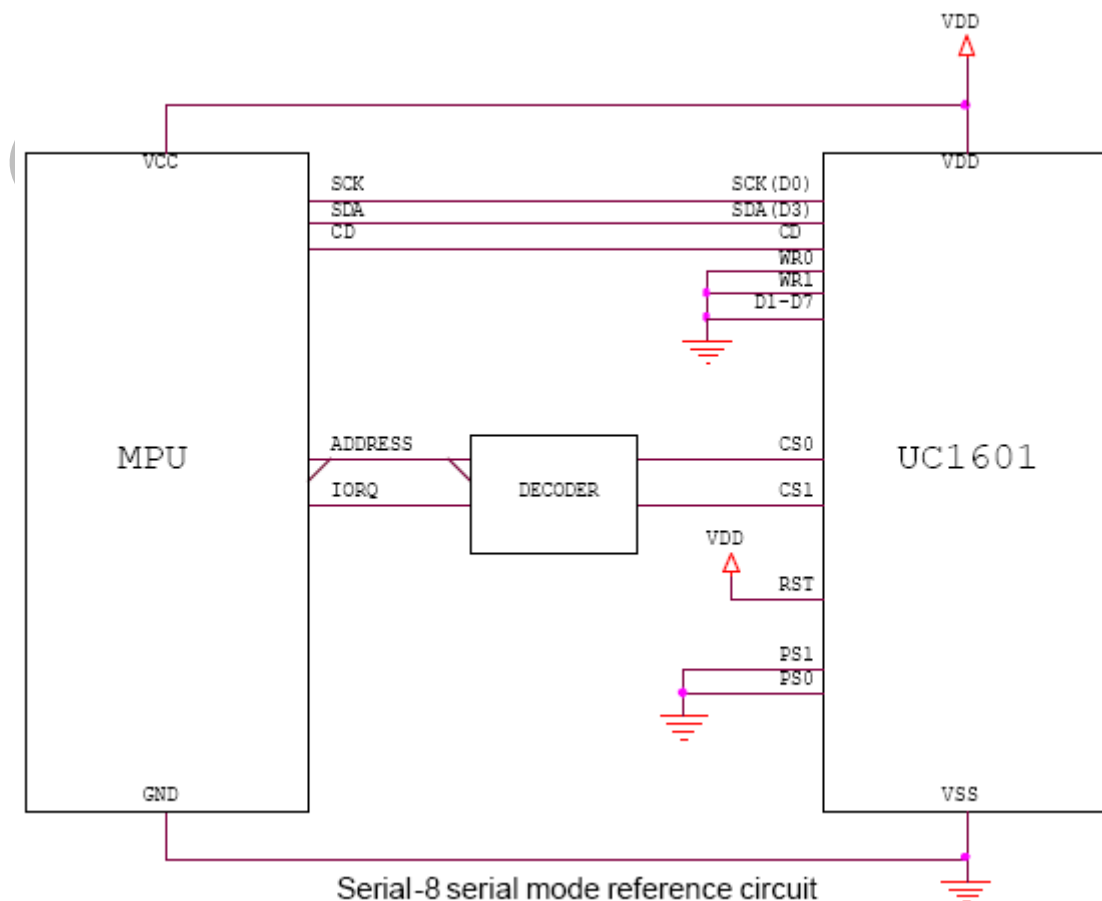 VDD
VCC
VDD
SCK
SCK(D0)
SDA
SDA(D3)
CD
CD
WR0
WR1
D1-D7
ADDRESS
CS0
MPU
DECODER
UC1601
IORQ
CS1
VDD
RST
PS1
PS0
GND
VSS
Serial-8 serial mode reference circuit